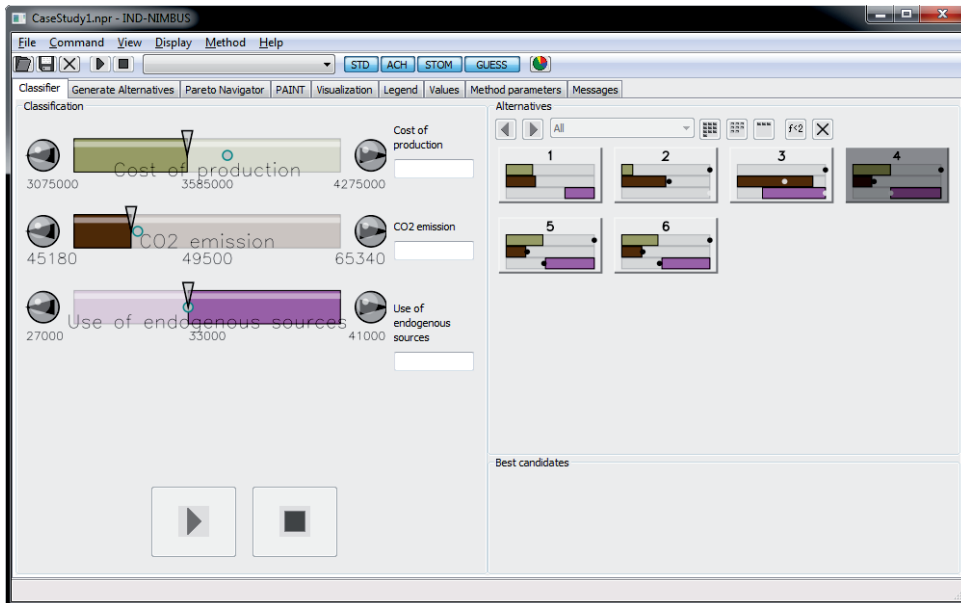 CaseStudy1.npr - IND-NIMBUS
File Command View Display Method Help
STD ACH STOM GUESS
Classifier Generate Alternatives Pareto Navigator PAINT Visualization Legend Values Method parameters Messages
Classification
Cost of production
3075000 3585000 4275000
Cost of
production
CO2 emission
45180 49500 65340
CO2 emission
Use of endogenous sources
27000 33000 41000
Use of
endogenous
sources
Alternatives
All
f<2
1 2 3 4
5 6
Best candidates